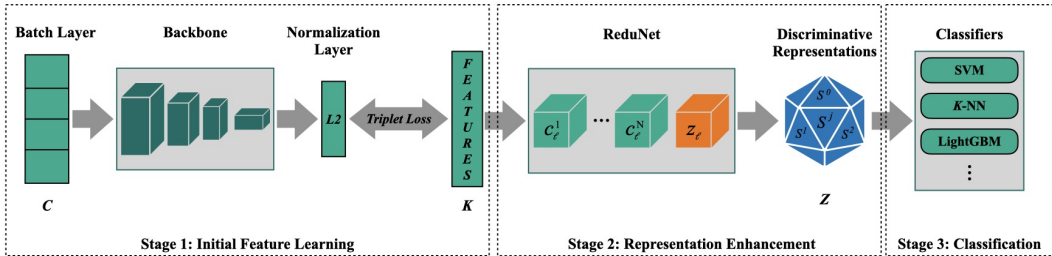 Batch Layer
Backbone
Normalization
Layer
L2
Triplet Loss
FEATURES
C
K
Stage 1: Initial Feature Learning
ReduNet
C_ℓ^1
...
C_ℓ^N
Z_ℓ
Discriminative
Representations
S^0
S^j
S^1
S^2
Z
Stage 2: Representation Enhancement
Classifiers
SVM
K-NN
LightGBM
⋮
Stage 3: Classification